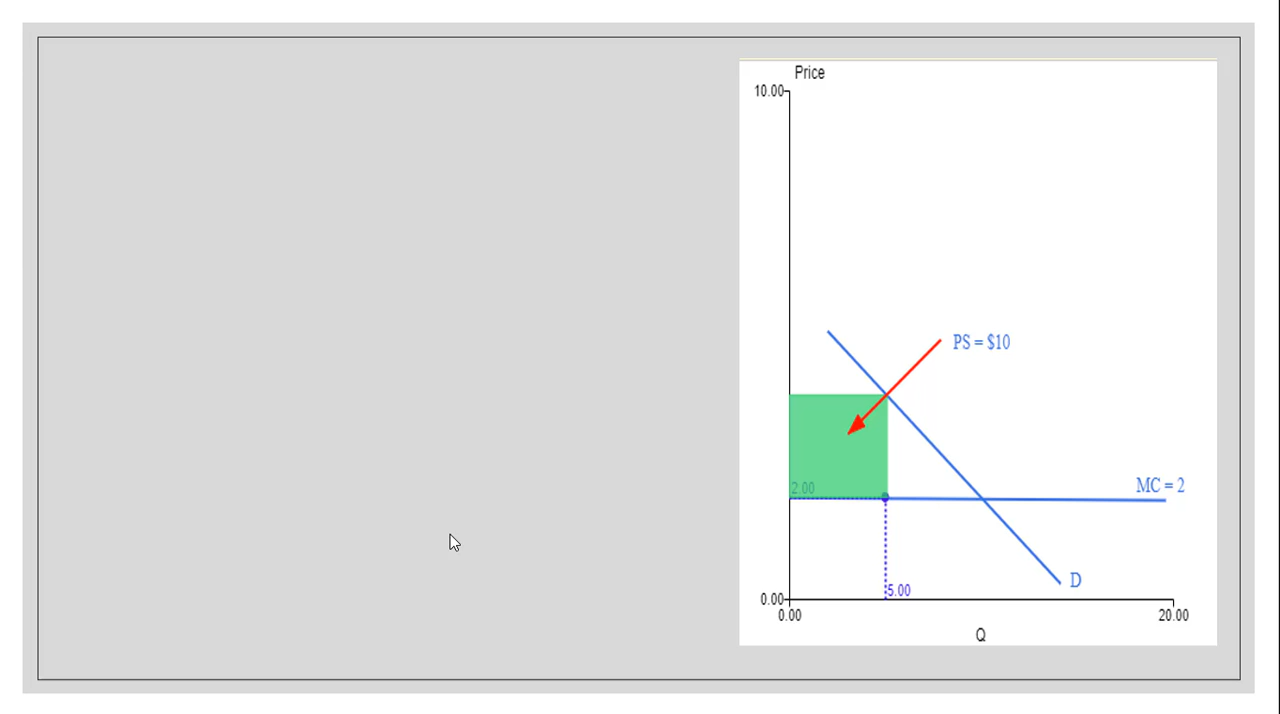 Price
10.00
PS = $10
2.00
MC = 2
D
5.00
0.00
0.00
20.00
Q